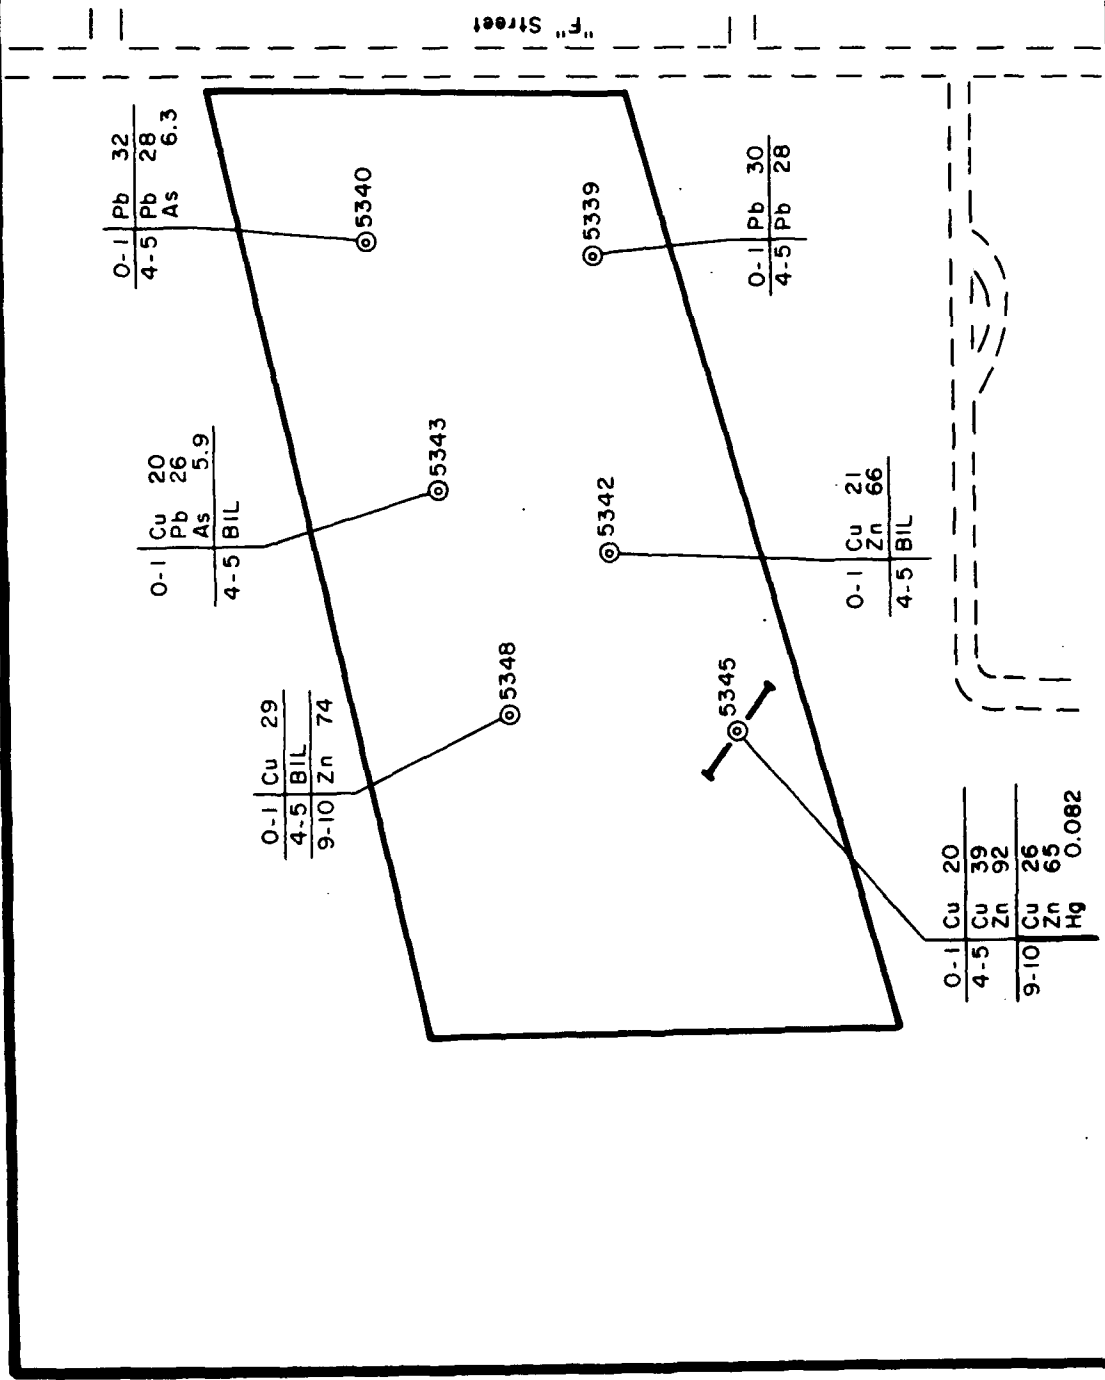 "F" Street
0-1 Pb 32
4-5 Pb 28
As 6.3
5340
0-1 Pb 30
4-5 Pb 28
5339
0-1 Cu 20
Pb 26
As 5.9
4-5 BIL
5343
0-1 Cu 21
Zn 66
4-5 BIL
5342
0-1 Cu 29
4-5 BIL
9-10 Zn 74
5348
5345
0-1 Cu 20
4-5 Cu 39
Zn 92
9-10 Cu 26
Zn 65
Hg 0.082